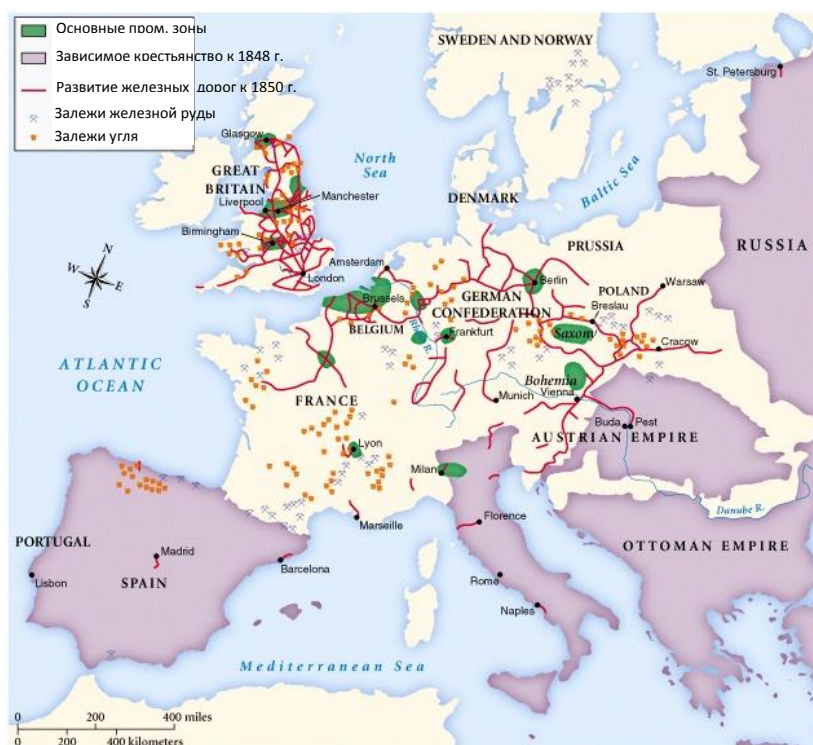 Основные пром. зоны
Зависимое крестьянство к 1848 г.
Развитие железных дорог к 1850 г.
Залежи железной руды
Залежи угля
SWEDEN AND NORWAY
St. Petersburg
Glasgow
North
Sea
GREAT
BRITAIN
Baltic Sea
DENMARK
Liverpool
Manchester
Birmingham
PRUSSIA
RUSSIA
N
W
E
S
Amsterdam
London
Berlin
POLAND
Warsaw
Brussels
GERMAN
CONFEDERATION
Breslau
BELGIUM
Rhine R.
Frankfurt
Saxony
Cracow
ATLANTIC
OCEAN
Bohemia
FRANCE
Munich
Vienna
Buda
Pest
AUSTRIAN EMPIRE
Lyon
Milan
Danube R.
Marseille
Florence
PORTUGAL
Madrid
OTTOMAN EMPIRE
Lisbon
SPAIN
Barcelona
Rome
Naples
Mediterranean Sea
0 200 400 miles
0 200 400 kilometers